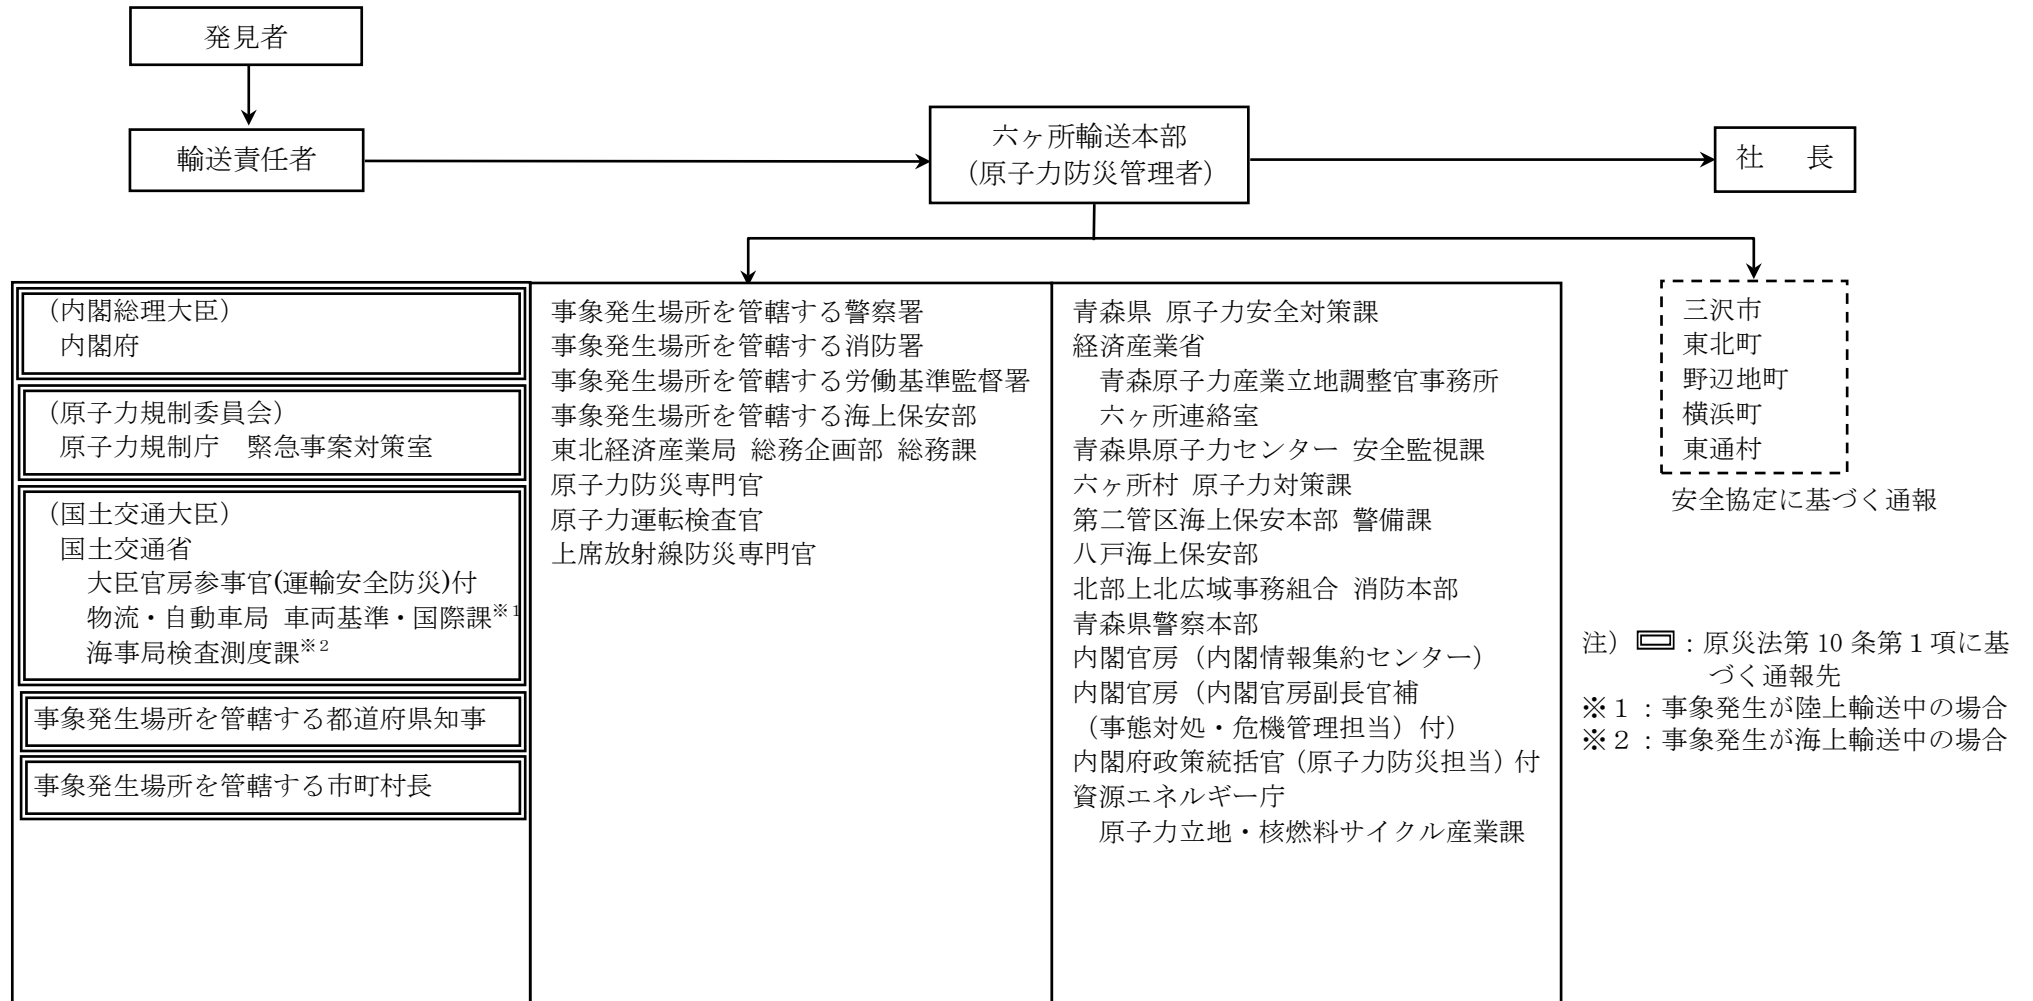 発見者
輸送責任者
六ヶ所輸送本部
（原子力防災管理者）
社　長
（内閣総理大臣）
内閣府
（原子力規制委員会）
原子力規制庁　緊急事案対策室
（国土交通大臣）
国土交通省
大臣官房参事官(運輸安全防災)付
物流・自動車局 車両基準・国際課※1
海事局検査測度課※2
事象発生場所を管轄する都道府県知事
事象発生場所を管轄する市町村長
事象発生場所を管轄する警察署
事象発生場所を管轄する消防署
事象発生場所を管轄する労働基準監督署
事象発生場所を管轄する海上保安部
東北経済産業局 総務企画部 総務課
原子力防災専門官
原子力運転検査官
上席放射線防災専門官
青森県 原子力安全対策課
経済産業省
青森原子力産業立地調整官事務所
六ヶ所連絡室
青森県原子力センター 安全監視課
六ヶ所村 原子力対策課
第二管区海上保安本部 警備課
八戸海上保安部
北部上北広域事務組合 消防本部
青森県警察本部
内閣官房（内閣情報集約センター）
内閣官房（内閣官房副長官補
（事態対処・危機管理担当）付）
内閣府政策統括官（原子力防災担当）付
資源エネルギー庁
原子力立地・核燃料サイクル産業課
三沢市
東北町
野辺地町
横浜町
東通村
安全協定に基づく通報
注）：原災法第 10 条第１項に基
づく通報先
※１：事象発生が陸上輸送中の場合
※２：事象発生が海上輸送中の場合